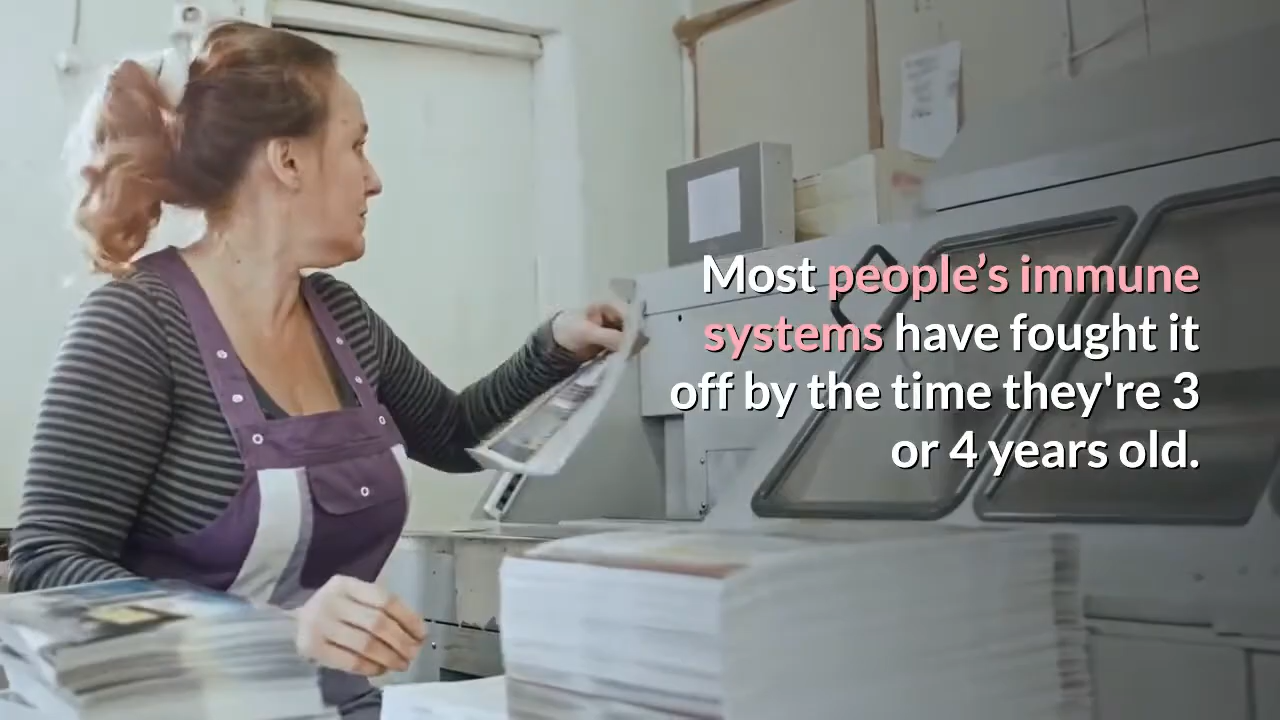 Most people’s immune
systems have fought it
off by the time they're 3
or 4 years old.